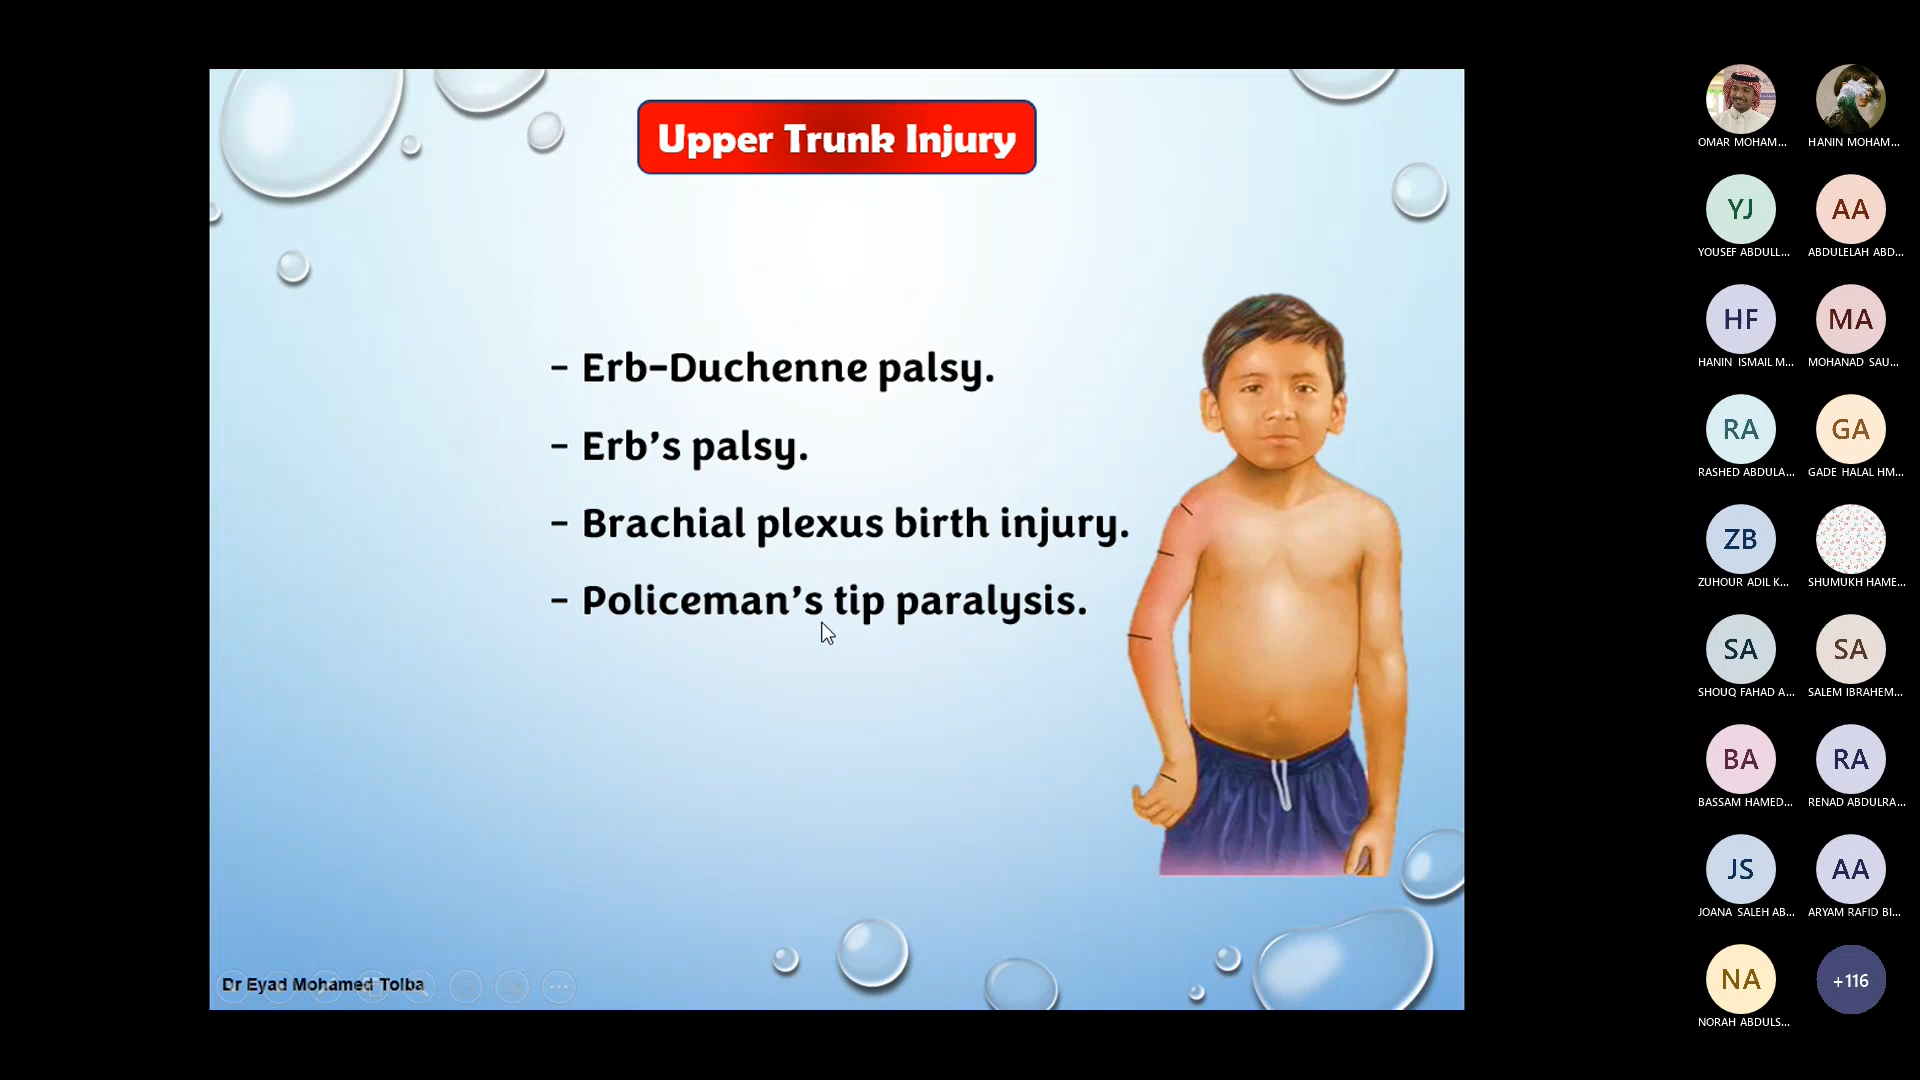 Upper Trunk Injury
- Erb-Duchenne palsy.
- Erb’s palsy.
- Brachial plexus birth injury.
- Policeman’s tip paralysis.
Dr Eyad Mohamed Tolba
OMAR MOHAM...
HANIN MOHAM...
YJ
AA
YOUSEF ABDULL...
ABDULELAH ABD...
HF
MA
HANIN ISMAIL M...
MOHANAD SAU...
RA
GA
RASHED ABDULA...
GADE HALAL HM...
ZB
ZUHOUR ADIL K...
SHUMUKH HAME...
SA
SA
SHOUQ FAHAD A...
SALEM IBRAHEM...
BA
RA
BASSAM HAMED...
RENAD ABDULRA...
JS
AA
JOANA SALEH AB...
ARYAM RAFID BI...
NA
+116
NORAH ABDULS...